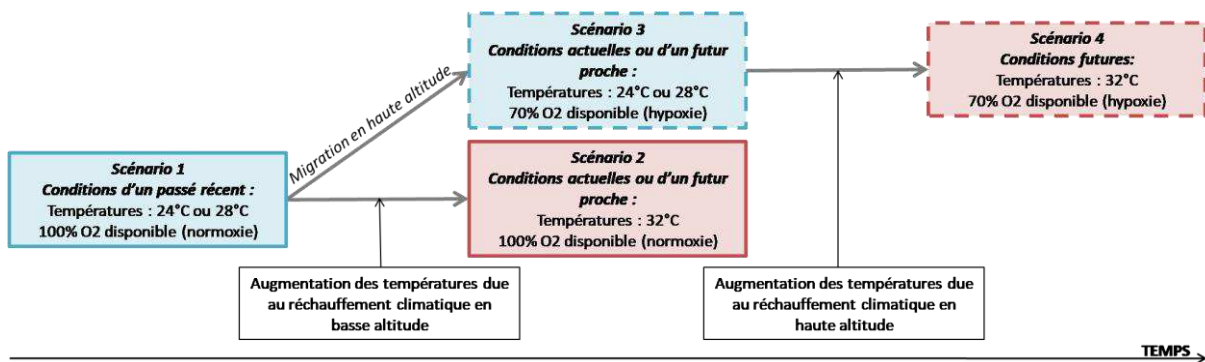 Scénario 1
Conditions d'un passé récent :
Températures : 24°C ou 28°C
100% O2 disponible (normoxie)
Migration en haute altitude
Scénario 3
Conditions actuelles ou d'un futur
proche :
Températures : 24°C ou 28°C
70% O2 disponible (hypoxie)
Scénario 2
Conditions actuelles ou d'un futur
proche :
Températures : 32°C
100% O2 disponible (normoxie)
Scénario 4
Conditions futures:
Température : 32°C
70% O2 disponible (hypoxie)
Augmentation des températures due
au réchauffement climatique en
basse altitude
Augmentation des températures due
au réchauffement climatique en
haute altitude
TEMPS